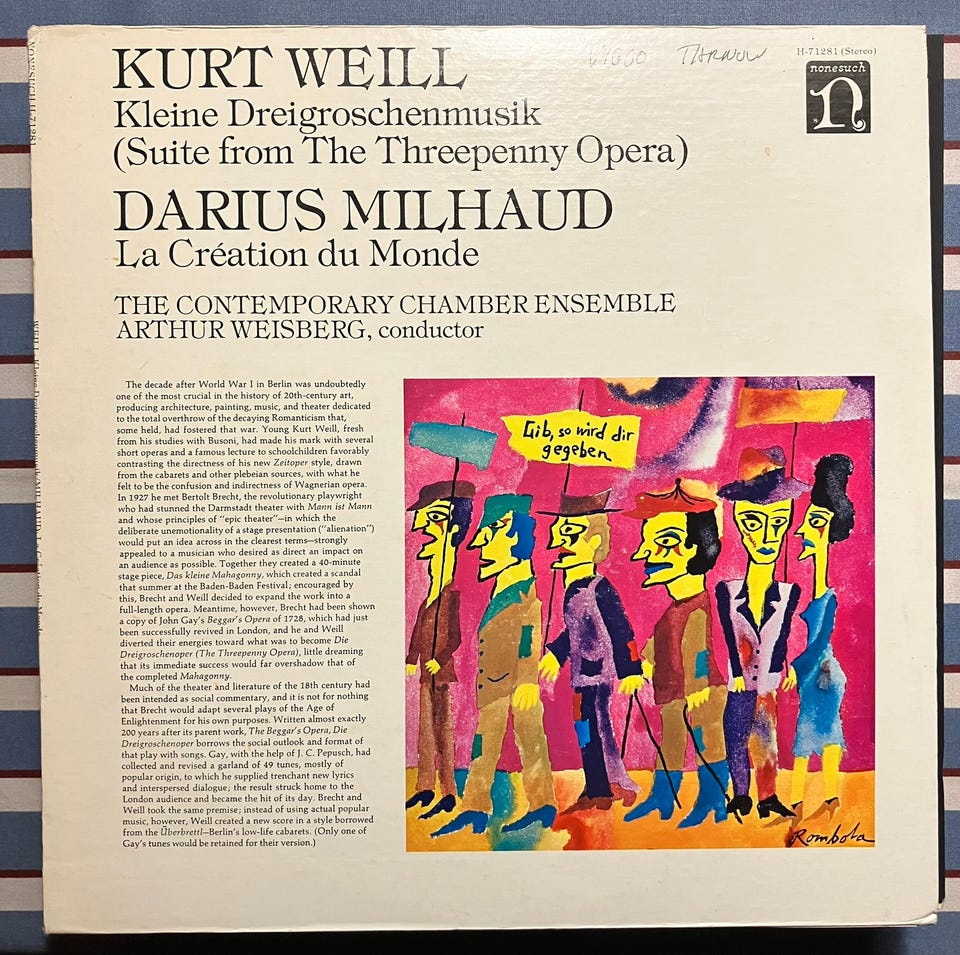 KURT WEILL
Kleine Dreigroschenmusik
(Suite from The Threepenny Opera)
H-71281 (Stereo)
nonesuch
n
DARIUS MILHAUD
La Création du Monde
THE CONTEMPORARY CHAMBER ENSEMBLE
ARTHUR WEISBERG, conductor
The decade after World War I in Berlin was undoubtedly
one of the most crucial in the history of 20th-century art,
producing architecture, painting, music, and theater dedicated
to the total overthrow of the decaying Romanticism that,
some held, had fostered that war. Young Kurt Weill, fresh
from his studies with Busoni, had made his mark with several
short operas and a famous lecture to schoolchildren favorably
contrasting the directness of his new Zeitoper style, drawn
from the cabarets and other plebeian sources, with what he
felt to be the confusion and indirectness of Wagnerian opera.
In 1927 he met Bertolt Brecht, the revolutionary playwright
who had stunned the Darmstadt theater with Mann ist Mann
and whose principles of "epic theater"—in which the
deliberate unemotionality of a stage presentation ("alienation")
would put an idea across in the clearest terms—strongly
appealed to a musician who desired as direct an impact on
an audience as possible. Together they created a 40-minute
stage piece, Das kleine Mahagonny, which created a scandal
that summer at the Baden-Baden Festival; encouraged by
this, Brecht and Weill decided to expand the work into a
full-length opera. Meantime, however, Brecht had been shown
a copy of John Gay's Beggar's Opera of 1728, which had just
been successfully revived in London, and he and Weill
diverted their energies toward what was to become Die
Dreigroschenoper (The Threepenny Opera), little dreaming
that its immediate success would far overshadow that of
the completed Mahagonny.
Much of the theater and literature of the 18th century had
been intended as social commentary, and it is not for nothing
that Brecht would adapt several plays of the Age of
Enlightenment for his own purposes. Written almost exactly
200 years after its parent work, The Beggar's Opera, Die
Dreigroschenoper borrows the social outlook and format of
that play with songs. Gay, with the help of J. C. Pepusch, had
collected and revised a garland of 49 tunes, mostly of
popular origin, to which he supplied trenchant new lyrics
and interspersed dialogue; the result struck home to the
London audience and became the hit of its day. Brecht and
Weill took the same premise; instead of using actual popular
music, however, Weill created a new score in a style borrowed
from the Überbrettl—Berlin's low-life cabarets. (Only one of
Gay's tunes would be retained for their version.)
Gib, so wird dir
gegeben
Rombola
NONESUCH H-71281